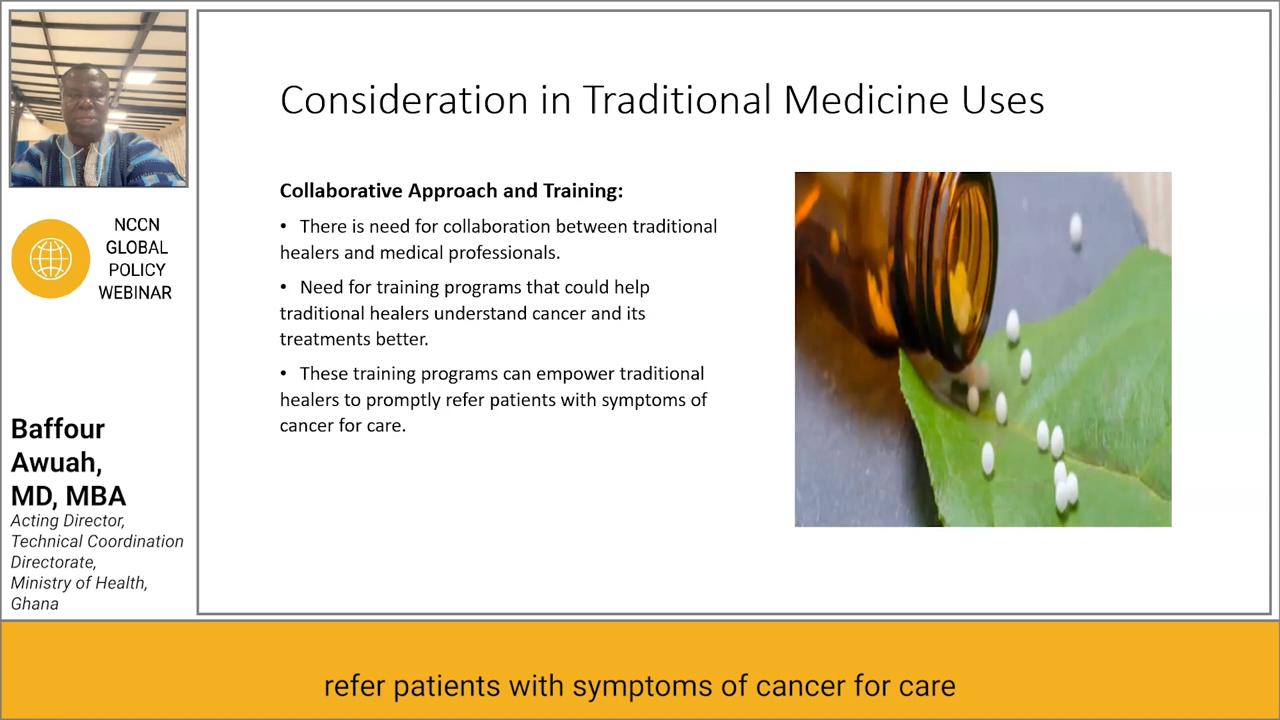 NCCN
GLOBAL
POLICY
WEBINAR
Baffour
Awuah,
MD, MBA
Acting Director,
Technical Coordination
Directorate,
Ministry of Health,
Ghana
Consideration in Traditional Medicine Uses
Collaborative Approach and Training:
• There is need for collaboration between traditional
healers and medical professionals.
• Need for training programs that could help
traditional healers understand cancer and its
treatments better.
• These training programs can empower traditional
healers to promptly refer patients with symptoms of
cancer for care.
refer patients with symptoms of cancer for care